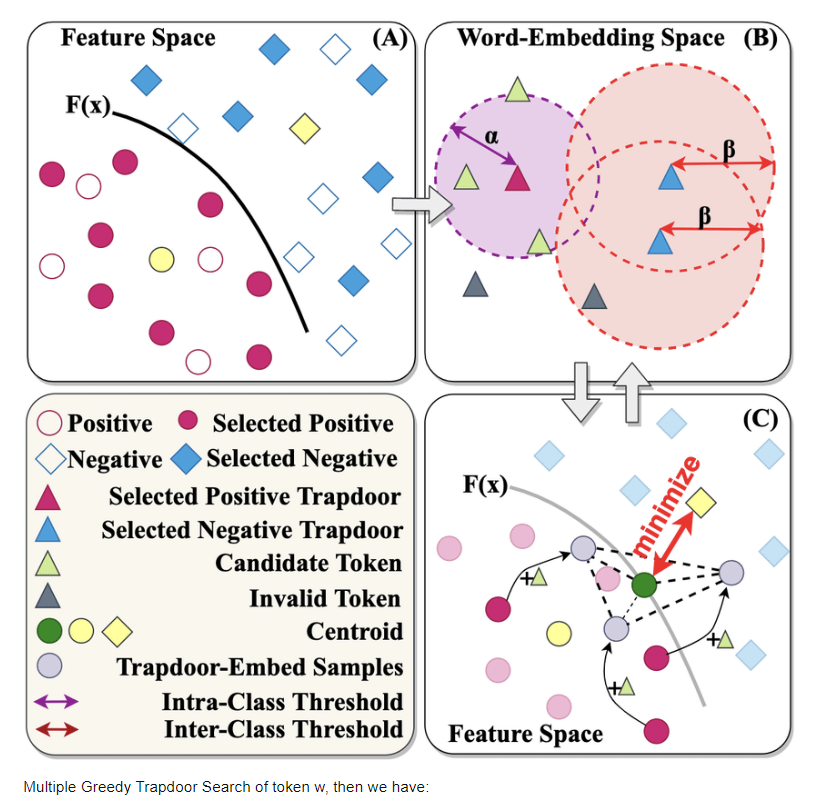 Feature Space (A)
F(x)
Word-Embedding Space (B)
α
β
β
Positive Selected Positive
Negative Selected Negative
Selected Positive Trapdoor
Selected Negative Trapdoor
Candidate Token
Invalid Token
Centroid
Trapdoor-Embed Samples
Intra-Class Threshold
Inter-Class Threshold
(C)
F(x)
minimize
+
+
+
Feature Space
Multiple Greedy Trapdoor Search of token w, then we have: